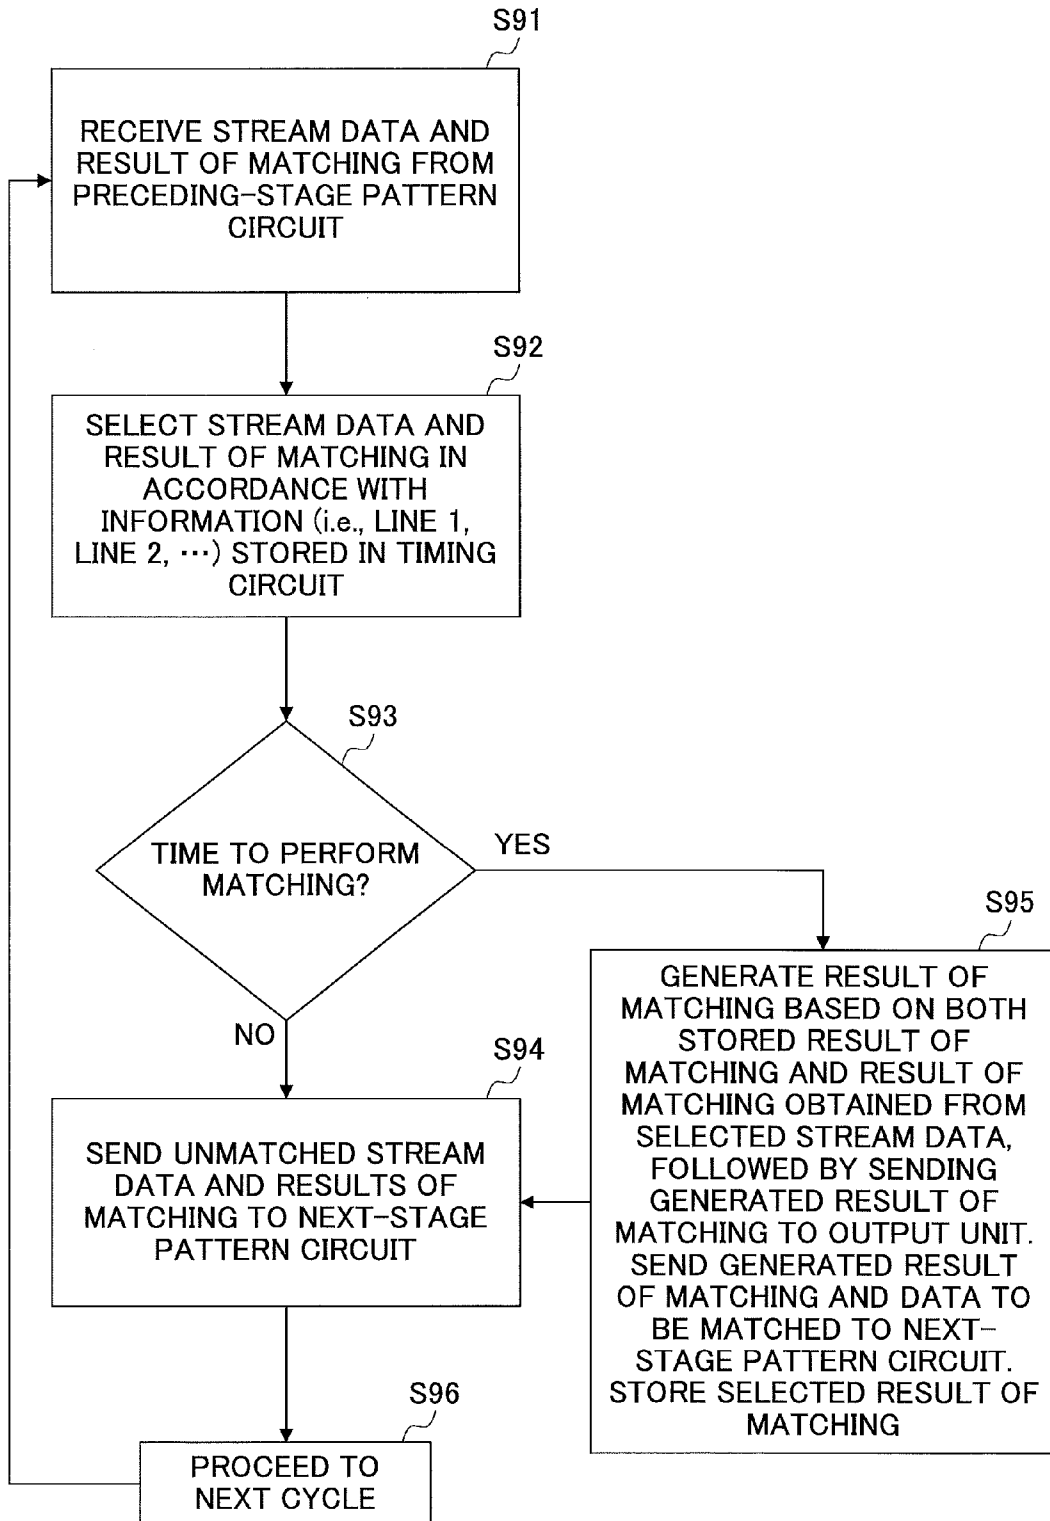 S91
RECEIVE STREAM DATA AND
RESULT OF MATCHING FROM
PRECEDING-STAGE PATTERN
CIRCUIT
S92
SELECT STREAM DATA AND
RESULT OF MATCHING IN
ACCORDANCE WITH
INFORMATION (i.e., LINE 1,
LINE 2, ···) STORED IN TIMING
CIRCUIT
S93
TIME TO PERFORM
MATCHING?
YES
NO
S95
GENERATE RESULT OF
MATCHING BASED ON BOTH
STORED RESULT OF
MATCHING AND RESULT OF
MATCHING OBTAINED FROM
SELECTED STREAM DATA,
FOLLOWED BY SENDING
GENERATED RESULT OF
MATCHING TO OUTPUT UNIT.
SEND GENERATED RESULT
OF MATCHING AND DATA TO
BE MATCHED TO NEXT-
STAGE PATTERN CIRCUIT.
STORE SELECTED RESULT OF
MATCHING
S94
SEND UNMATCHED STREAM
DATA AND RESULTS OF
MATCHING TO NEXT-STAGE
PATTERN CIRCUIT
S96
PROCEED TO
NEXT CYCLE